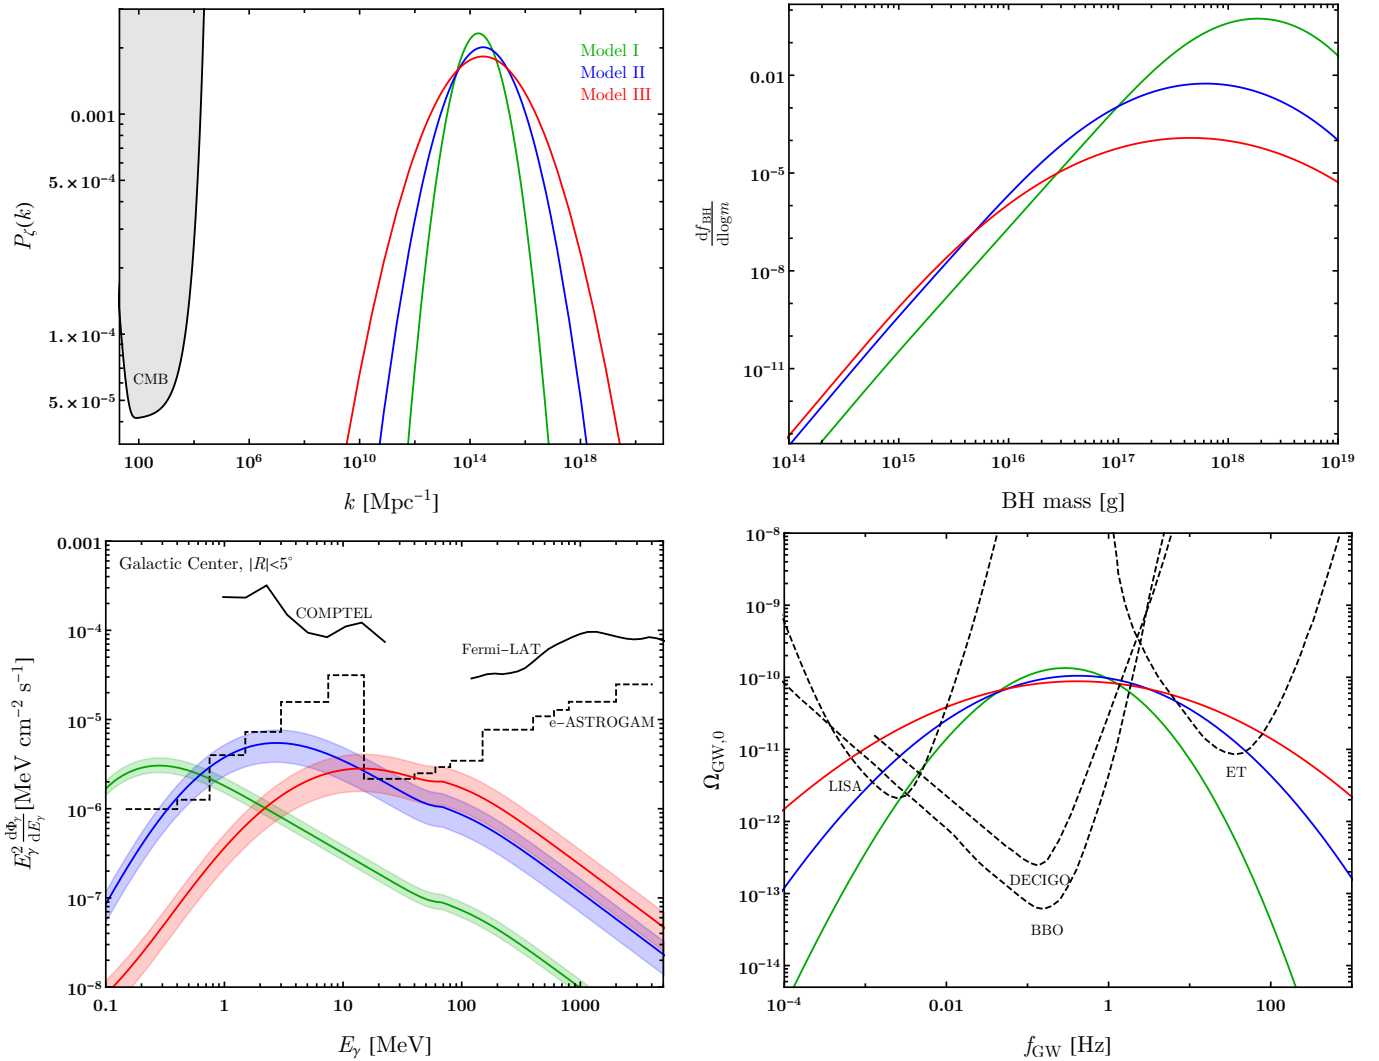 Model I
Model II
Model III
0.001
5.×10⁻⁴
1.×10⁻⁴
5.×10⁻⁵
P_ζ(k)
CMB
100 10⁶ 10¹⁰ 10¹⁴ 10¹⁸
k [Mpc⁻¹]
0.01
10⁻⁵
10⁻⁸
10⁻¹¹
df_BH/dlogm
10¹⁴ 10¹⁵ 10¹⁶ 10¹⁷ 10¹⁸ 10¹⁹
BH mass [g]
0.001
10⁻⁴
10⁻⁵
10⁻⁶
10⁻⁷
10⁻⁸
E_γ² dΦ_γ/dE_γ [MeV cm⁻² s⁻¹]
Galactic Center, |R|<5°
COMPTEL
Fermi-LAT
e-ASTROGAM
0.1 1 10 100 1000
E_γ [MeV]
10⁻⁸
10⁻⁹
10⁻¹⁰
10⁻¹¹
10⁻¹²
10⁻¹³
10⁻¹⁴
Ω_GW,0
LISA
ET
DECIGO
BBO
10⁻⁴ 0.01 1 100
f_GW [Hz]